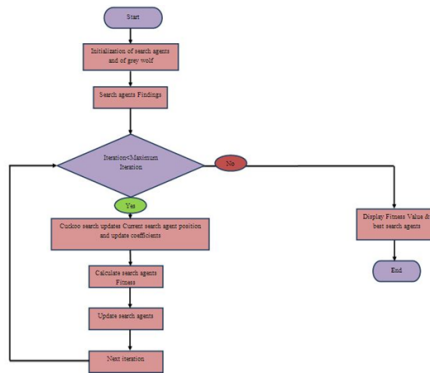 Start
Initialization of search agents
and of grey wolf
Search agents Findings
Iteration<Maximum
Iteration
No
Yes
Cuckoo search updates Current search agent position
and update coefficients
Display Fitness Value &
best search agents
Calculate search agents
Fitness
End
Update search agents
Next iteration